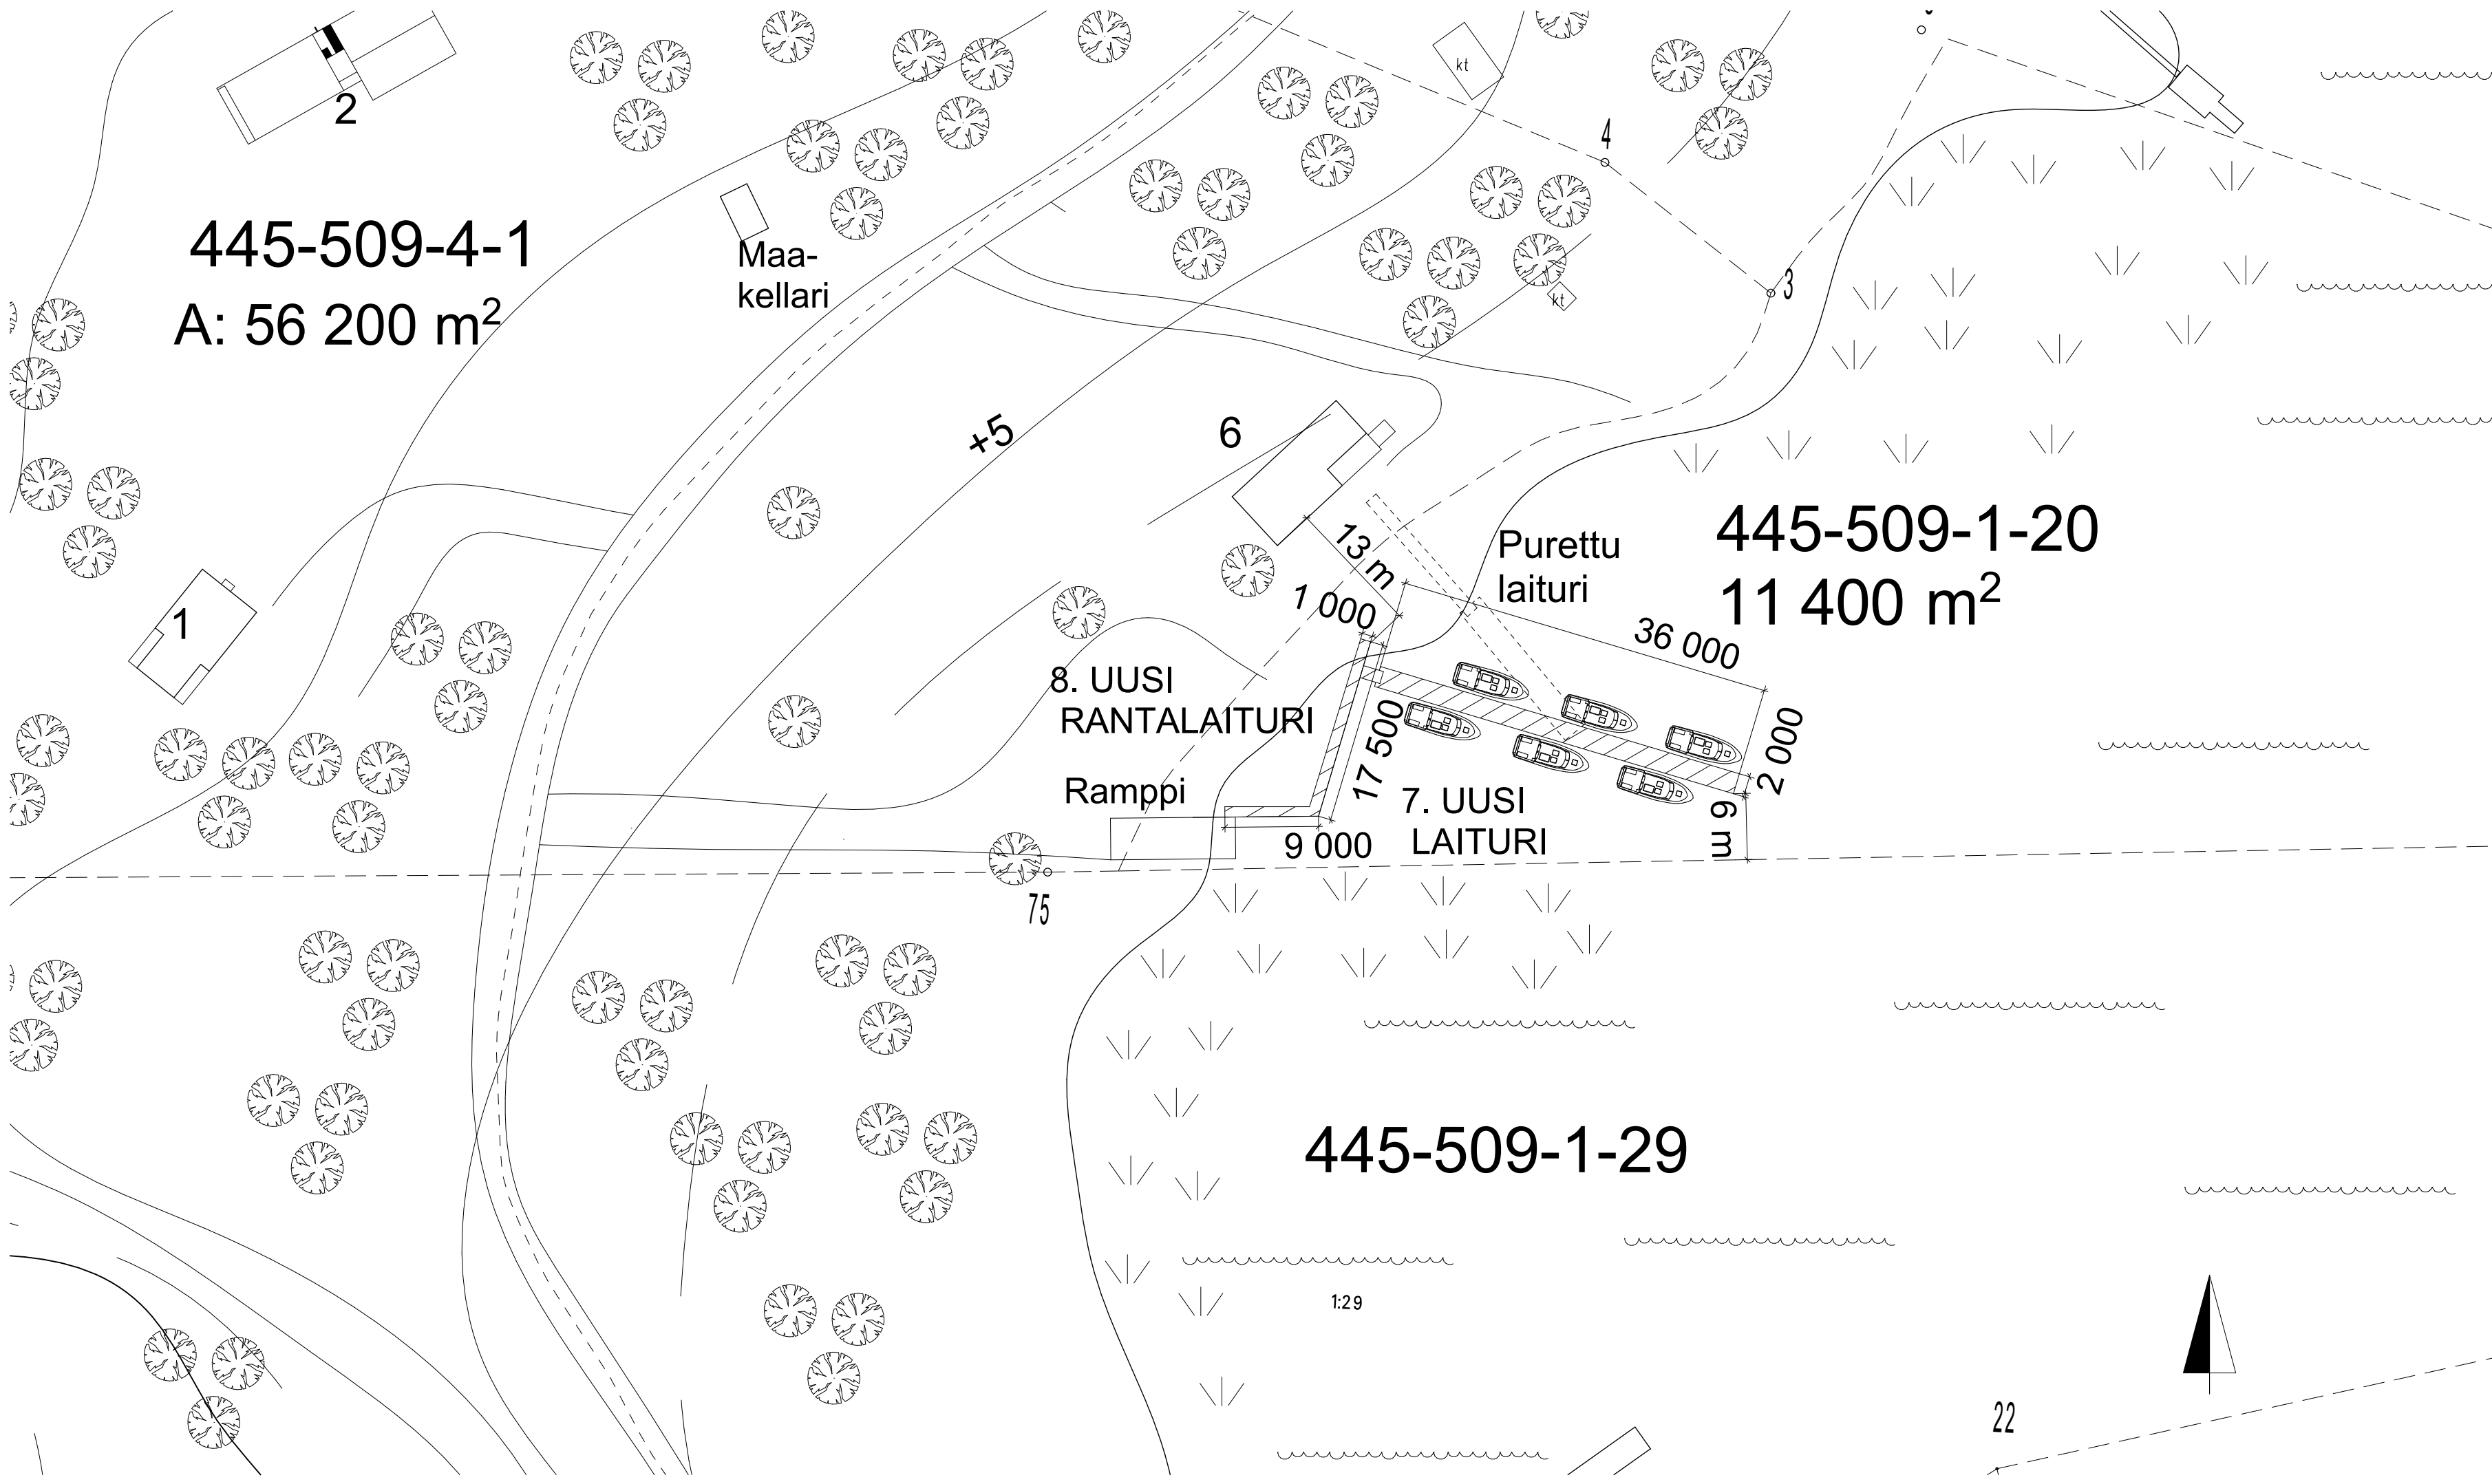 2
kt
4
445-509-4-1
A: 56 200 m²
Maa-
kellari
3
kt
+5
6
445-509-1-20
11 400 m²
Purettu
laituri
13 m
1 000
36 000
1
8. UUSI
RANTALAITURI
17 500
2 000
Ramppi
7. UUSI
LAITURI
9 000
6 m
75
445-509-1-29
1:29
22